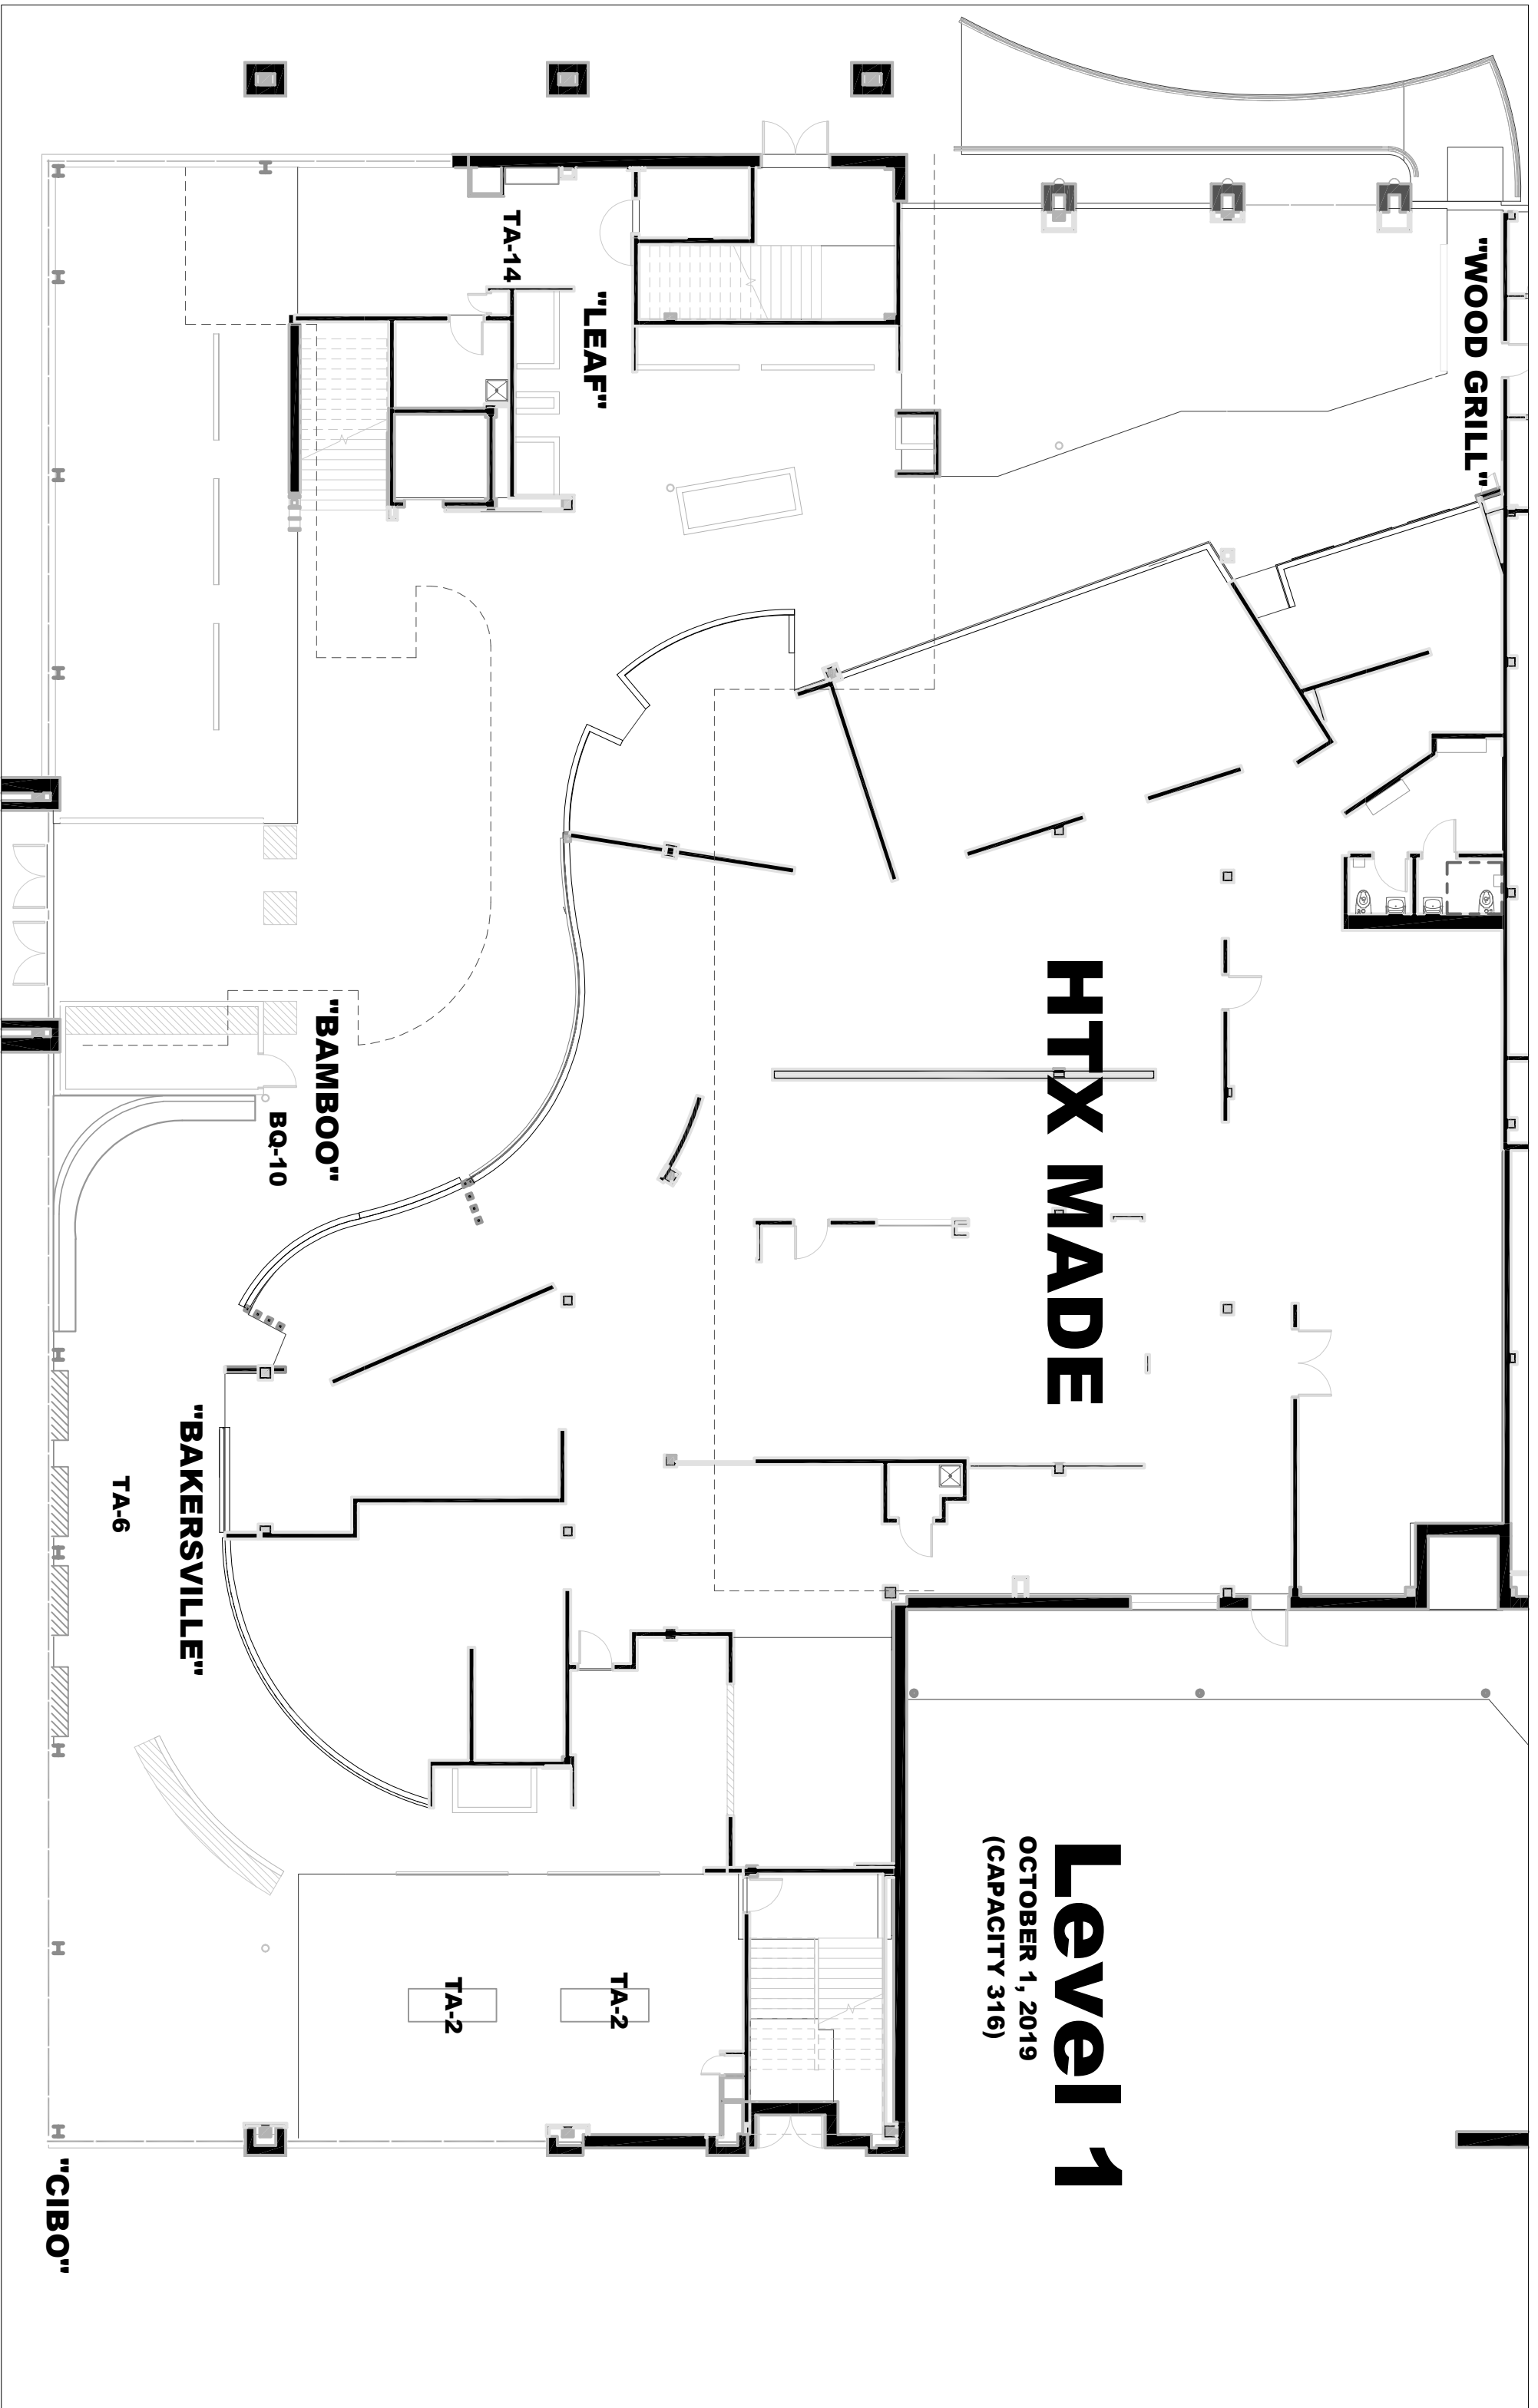 "WOOD GRILL"
TA-14
"LEAF"
HTX MADE
"BAMBOO"
BQ-10
"BAKERSVILLE"
TA-6
Level 1
OCTOBER 1, 2019
(CAPACITY 316)
TA-2
TA-2
"CIBO"